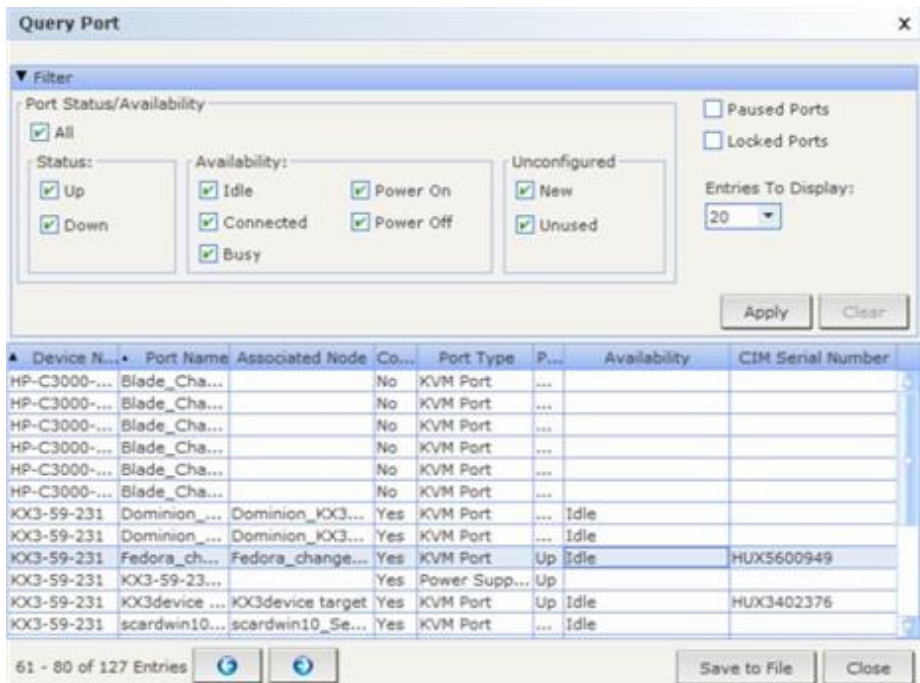 Query Port X
▼ Filter
Port Status/Availability
All
Paused Ports
Locked Ports
Status:
Up
Down
Availability:
Idle
Connected
Busy
Power On
Power Off
Unconfigured
New
Unused
Entries To Display:
20
Apply Clear
Device N... Port Name Associated Node Co... Port Type P... Availability CIM Serial Number
HP-C3000-... Blade_Cha... No KVM Port ...
HP-C3000-... Blade_Cha... No KVM Port ...
HP-C3000-... Blade_Cha... No KVM Port ...
HP-C3000-... Blade_Cha... No KVM Port ...
HP-C3000-... Blade_Cha... No KVM Port ...
HP-C3000-... Blade_Cha... No KVM Port ...
KX3-59-231 Dominion_... Dominion_KX3... Yes KVM Port ... Idle
KX3-59-231 Dominion_... Dominion_KX3... Yes KVM Port ... Idle
KX3-59-231 Fedora_ch... Fedora_change... Yes KVM Port Up Idle HUX5600949
KX3-59-231 KX3-59-23... Yes Power Supp... Up
KX3-59-231 KX3device ... KX3device target Yes KVM Port Up Idle HUX3402376
KX3-59-231 scardwin10... scardwin10_Se... Yes KVM Port ... Idle
61 - 80 of 127 Entries Save to File Close